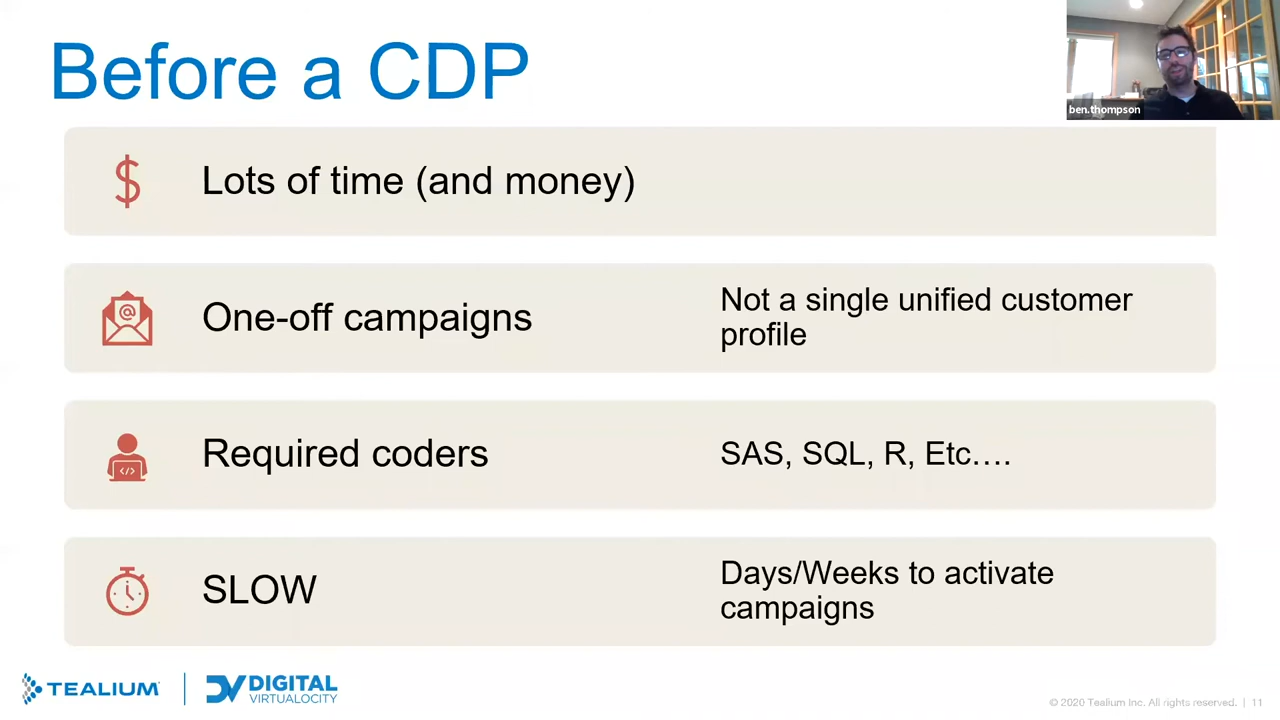 Before a CDP
ben.thompson
$
Lots of time (and money)
@
One-off campaigns
Not a single unified customer
profile
</>
Required coders
SAS, SQL, R, Etc….
SLOW
Days/Weeks to activate
campaigns
TEALIUM
DV DIGITAL
VIRTUALOCITY
© 2020 Tealium Inc. All rights reserved. | 11